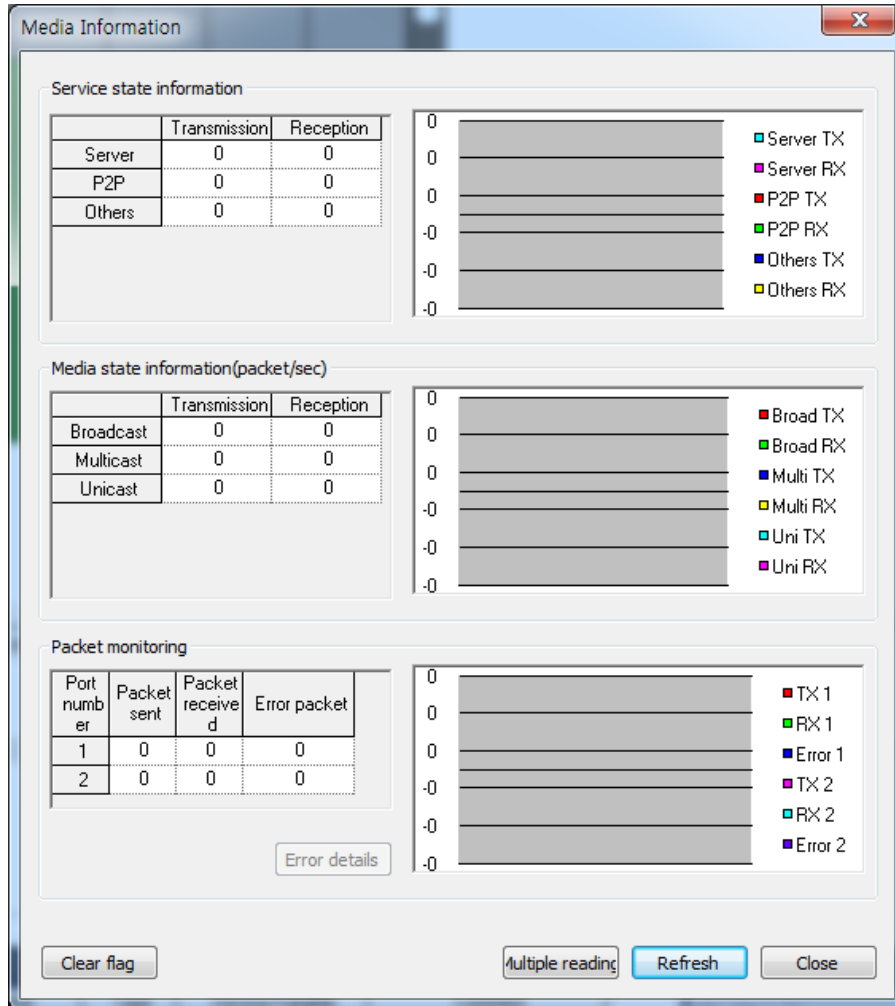 Media Information
Service state information
Transmission Reception
Server 0 0
P2P 0 0
Others 0 0
0
0
0
-0
-0
-0
Server TX
Server RX
P2P TX
P2P RX
Others TX
Others RX
Media state information(packet/sec)
Transmission Reception
Broadcast 0 0
Multicast 0 0
Unicast 0 0
0
0
0
-0
-0
-0
Broad TX
Broad RX
Multi TX
Multi RX
Uni TX
Uni RX
Packet monitoring
Port
numb
er
Packet
sent
Packet
receive
d
Error packet
1 0 0 0
2 0 0 0
Error details
0
0
0
-0
-0
-0
TX 1
RX 1
Error 1
TX 2
RX 2
Error 2
Clear flag
Multiple reading
Refresh
Close